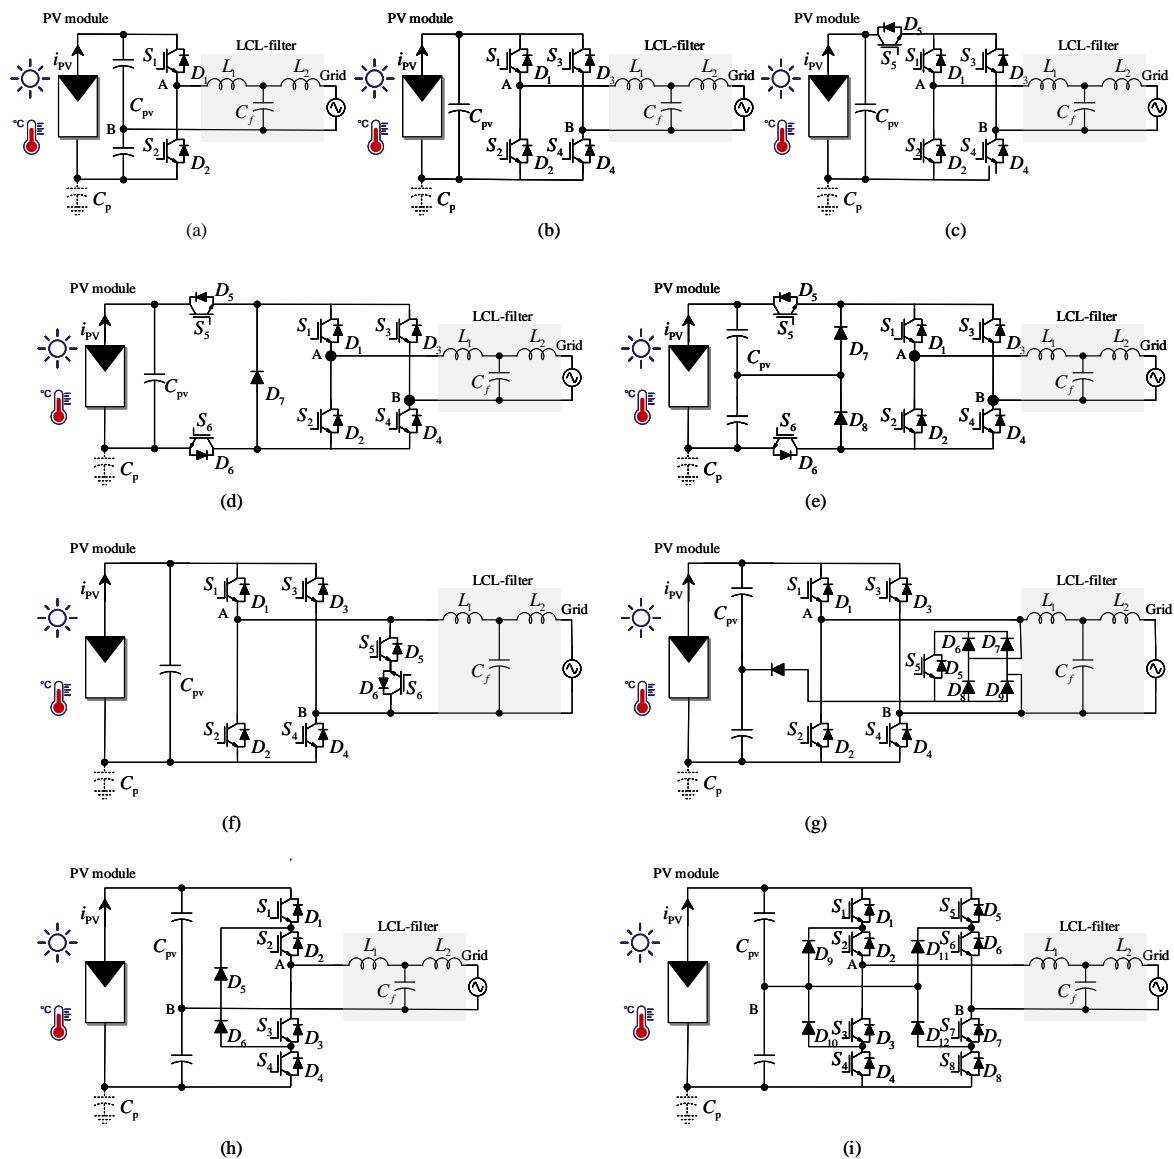 PV module
i_PV
S_1
D_1
LCL-filter
L_1
L_2
Grid
A
C_pv
C_f
B
°C
S_2
D_2
C_p
(a)
PV module
i_PV
S_1
S_3
LCL-filter
L_1
L_2
Grid
D_1
D_3
A
C_pv
C_f
B
°C
S_2
S_4
D_2
D_4
C_p
(b)
PV module
D_5
S_5
i_PV
S_1
S_3
LCL-filter
L_1
L_2
Grid
D_1
D_3
A
C_pv
C_f
B
°C
S_2
S_4
D_2
D_4
C_p
(c)
PV module
D_5
i_PV
S_5
S_1
S_3
LCL-filter
L_1
L_2
Grid
D_1
D_3
A
C_pv
D_7
C_f
B
°C
S_2
S_4
S_6
D_2
D_4
D_6
C_p
(d)
PV module
D_5
i_PV
S_5
S_1
S_3
LCL-filter
L_1
L_2
Grid
D_7
D_1
D_3
A
C_pv
C_f
B
°C
S_2
S_4
S_6
D_8
D_2
D_4
D_6
C_p
(e)
PV module
i_PV
S_1
S_3
LCL-filter
D_1
D_3
L_1
L_2
Grid
A
S_5
D_5
C_f
C_pv
D_6
S_6
°C
B
S_2
S_4
D_2
D_4
C_p
(f)
PV module
i_PV
S_1
S_3
LCL-filter
D_1
D_3
L_1
L_2
Grid
C_pv
A
D_6
D_7
S_5
D_5
C_f
D_8
D_9
°C
B
S_2
S_4
D_2
D_4
C_p
(g)
PV module
i_PV
S_1
D_1
LCL-filter
S_2
D_2
L_1
L_2
Grid
C_pv
A
D_5
C_f
B
°C
S_3
D_6
D_3
S_4
D_4
C_p
(h)
PV module
i_PV
S_1
D_1
S_5
D_5
LCL-filter
S_2
D_2
S_6
D_6
L_1
L_2
Grid
C_pv
D_9
D_11
A
C_f
B
B
°C
S_3
D_10
D_3
S_7
D_12
D_7
S_4
D_4
S_8
D_8
C_p
(i)